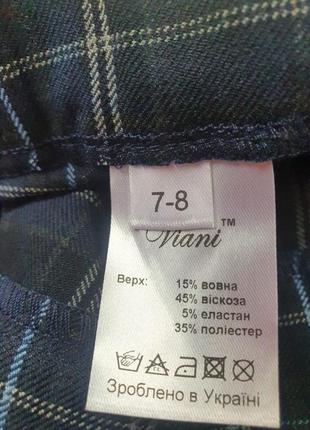 7-8
Viani™
Верх: 15% вовна
45% віскоза
5% еластан
35% поліестер
Зроблено в Україні